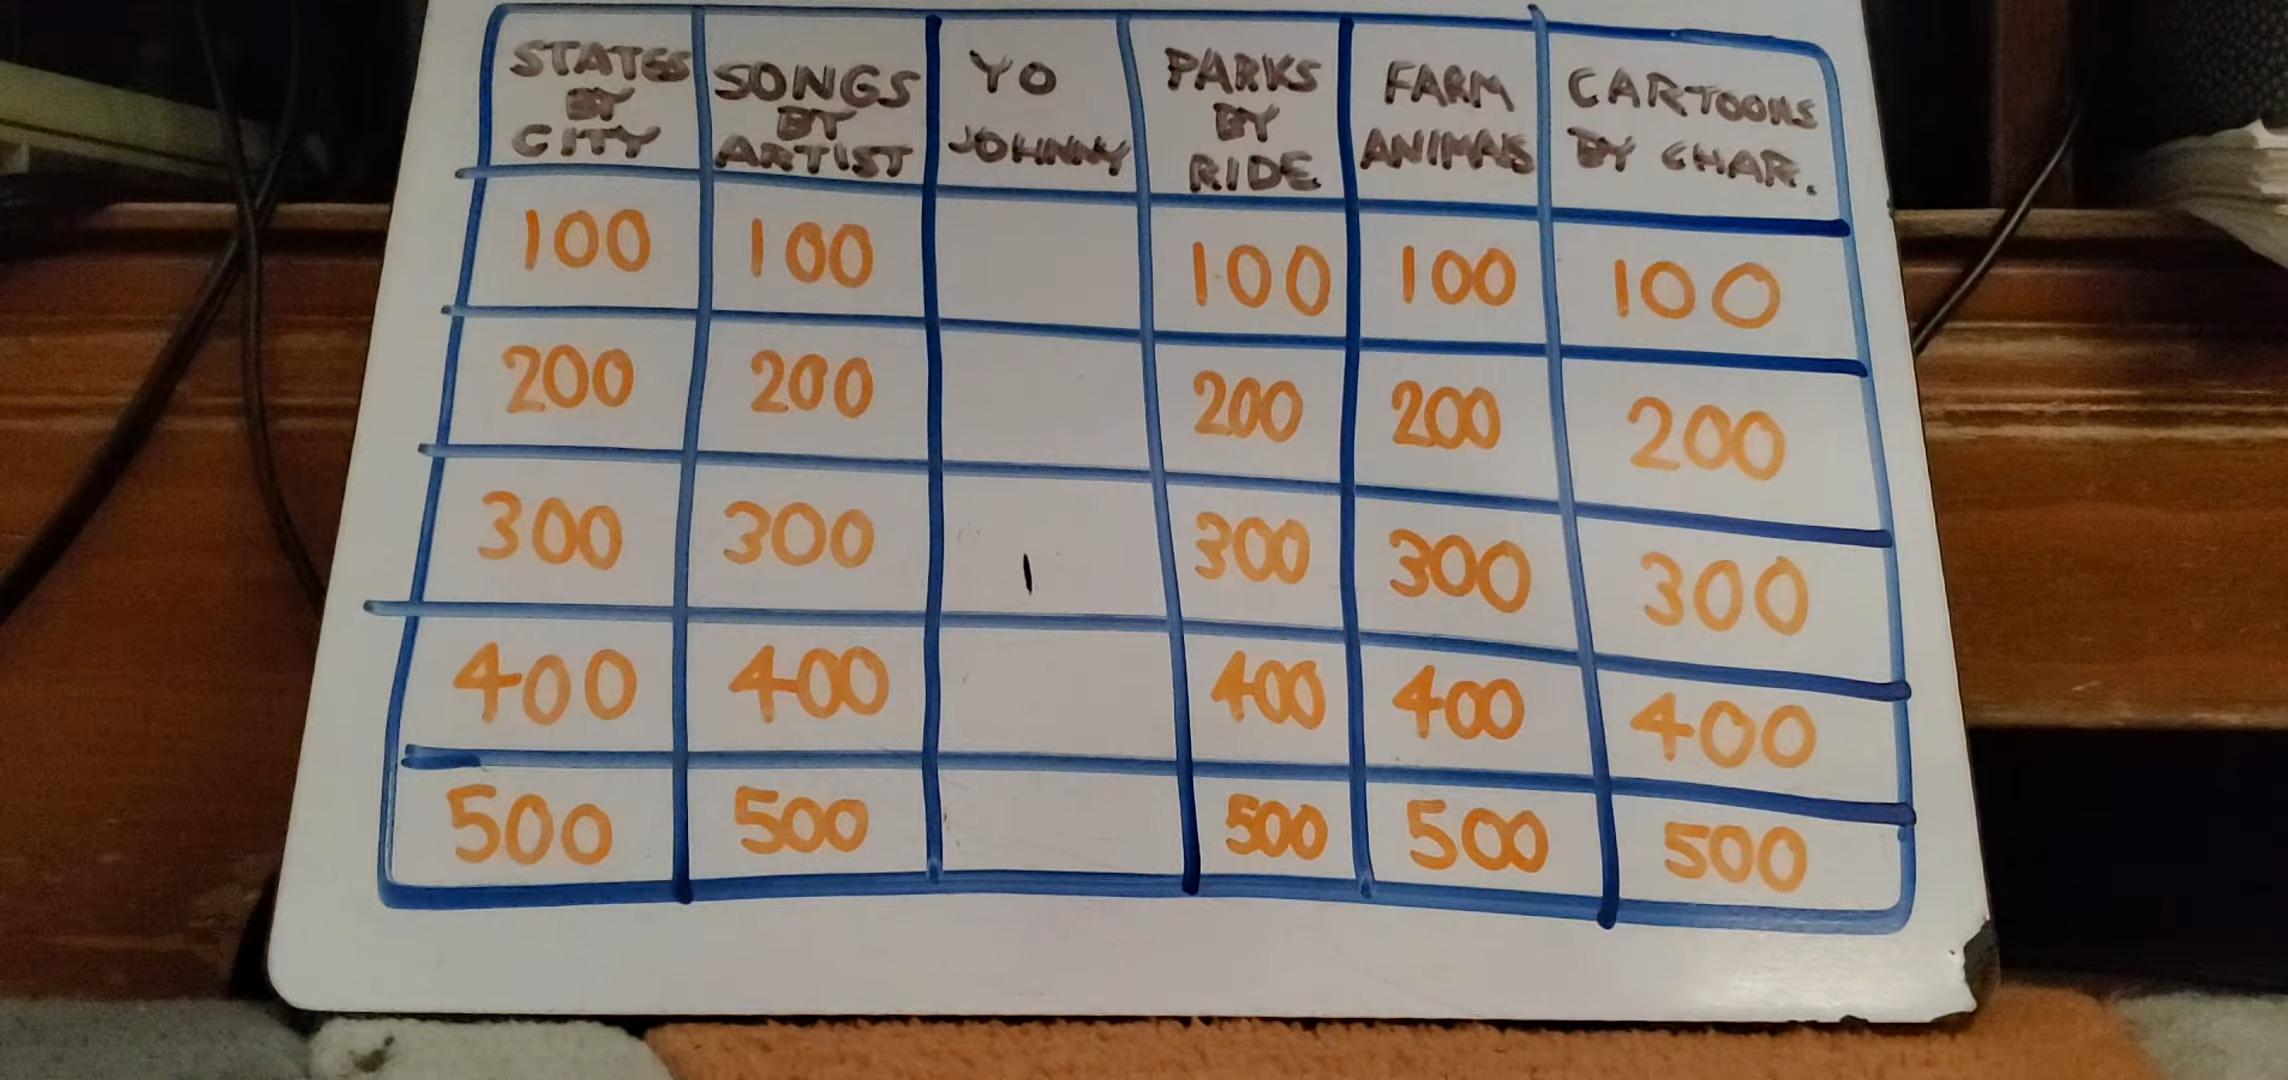 STATES BY CITY
SONGS BY ARTIST
YO JOHNNY
PARKS BY RIDE
FARM ANIMALS
CARTOONS BY CHAR.
100 100 100 100 100
200 200 200 200 200
300 300 300 300 300
400 400 400 400 400
500 500 500 500 500